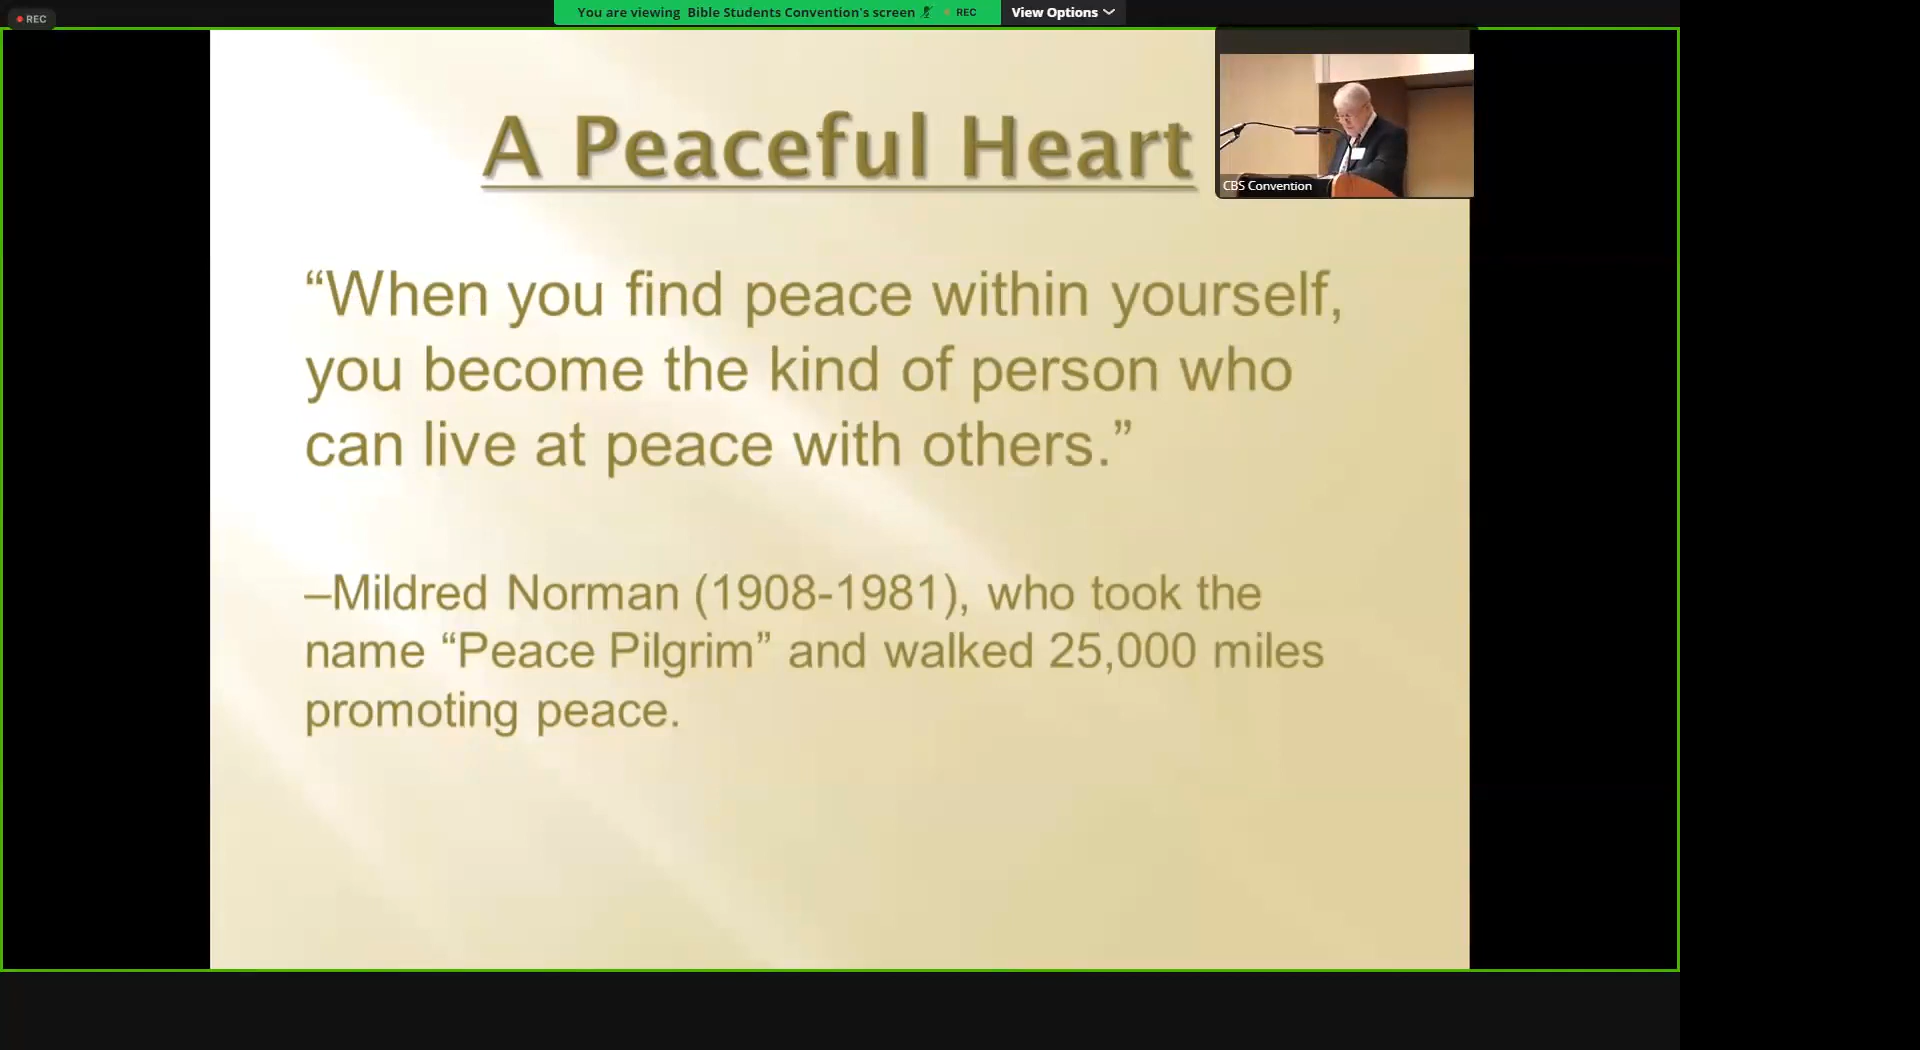 REC
You are viewing Bible Students Convention's screen REC View Options
A Peaceful Heart
CBS Convention
“When you find peace within yourself,
you become the kind of person who
can live at peace with others.”
–Mildred Norman (1908-1981), who took the
name “Peace Pilgrim” and walked 25,000 miles
promoting peace.